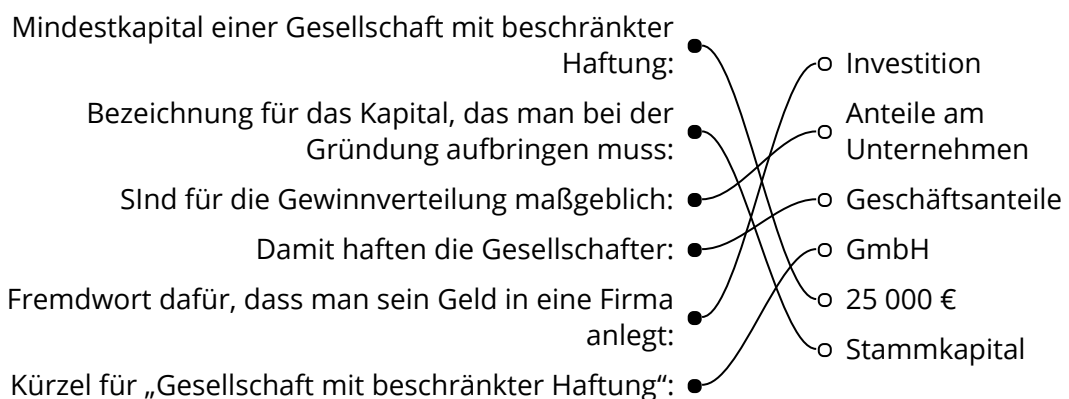 Mindestkapital einer Gesellschaft mit beschränkter
Haftung:
Bezeichnung für das Kapital, das man bei der
Gründung aufbringen muss:
SInd für die Gewinnverteilung maßgeblich:
Damit haften die Gesellschafter:
Fremdwort dafür, dass man sein Geld in eine Firma
anlegt:
Kürzel für „Gesellschaft mit beschränkter Haftung“:
Investition
Anteile am
Unternehmen
Geschäftsanteile
GmbH
25 000 €
Stammkapital